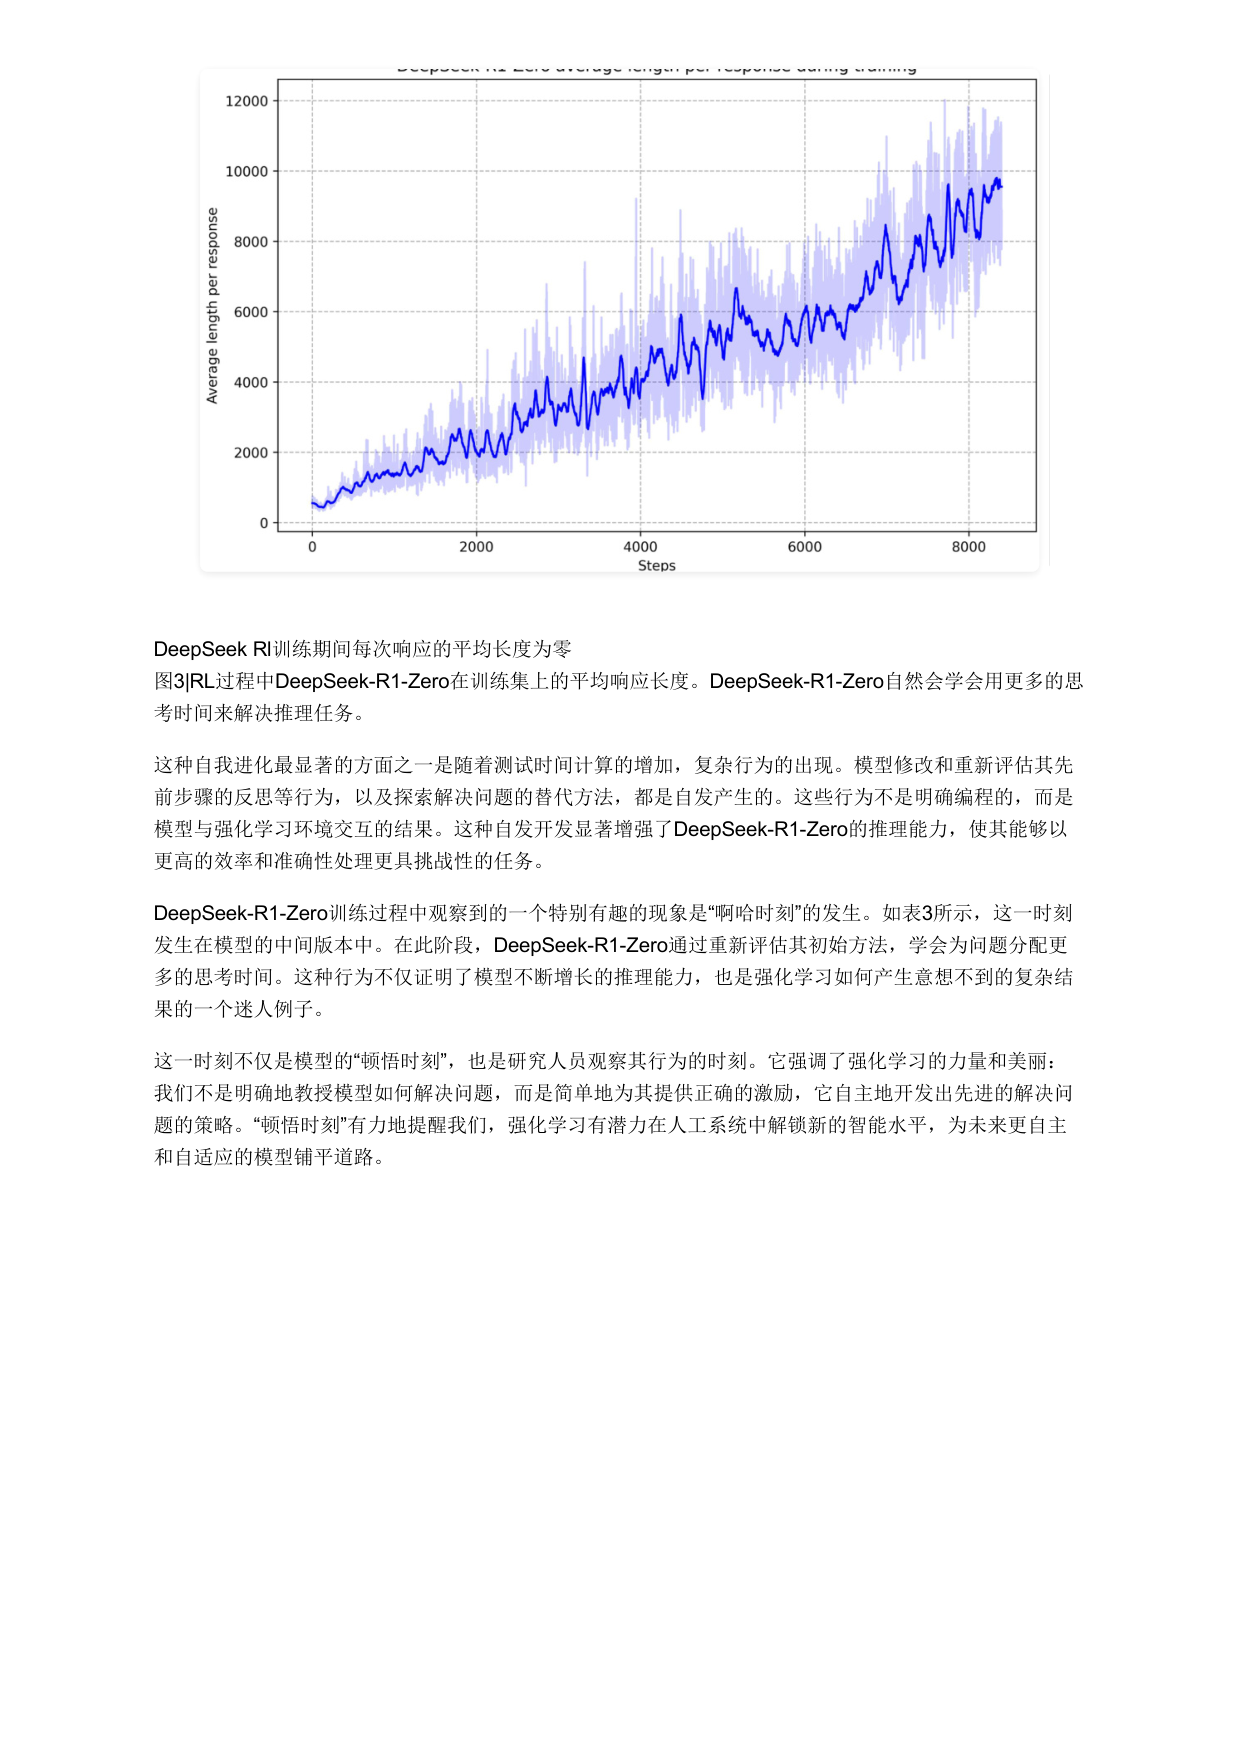 DeepSeek-R1-Zero average length per response during training
12000
10000
8000
6000
4000
2000
0
Average length per response
0 2000 4000 6000 8000
Steps
DeepSeek RI训练期间每次响应的平均长度为零
图3|RL过程中DeepSeek-R1-Zero在训练集上的平均响应长度。DeepSeek-R1-Zero自然会学会用更多的思
考时间来解决推理任务。
这种自我进化最显著的方面之一是随着测试时间计算的增加，复杂行为的出现。模型修改和重新评估其先
前步骤的反思等行为，以及探索解决问题的替代方法，都是自发产生的。这些行为不是明确编程的，而是
模型与强化学习环境交互的结果。这种自发开发显著增强了DeepSeek-R1-Zero的推理能力，使其能够以
更高的效率和准确性处理更具挑战性的任务。
DeepSeek-R1-Zero训练过程中观察到的一个特别有趣的现象是“啊哈时刻”的发生。如表3所示，这一时刻
发生在模型的中间版本中。在此阶段，DeepSeek-R1-Zero通过重新评估其初始方法，学会为问题分配更
多的思考时间。这种行为不仅证明了模型不断增长的推理能力，也是强化学习如何产生意想不到的复杂结
果的一个迷人例子。
这一时刻不仅是模型的“顿悟时刻”，也是研究人员观察其行为的时刻。它强调了强化学习的力量和美丽：
我们不是明确地教授模型如何解决问题，而是简单地为其提供正确的激励，它自主地开发出先进的解决问
题的策略。“顿悟时刻”有力地提醒我们，强化学习有潜力在人工系统中解锁新的智能水平，为未来更自主
和自适应的模型铺平道路。